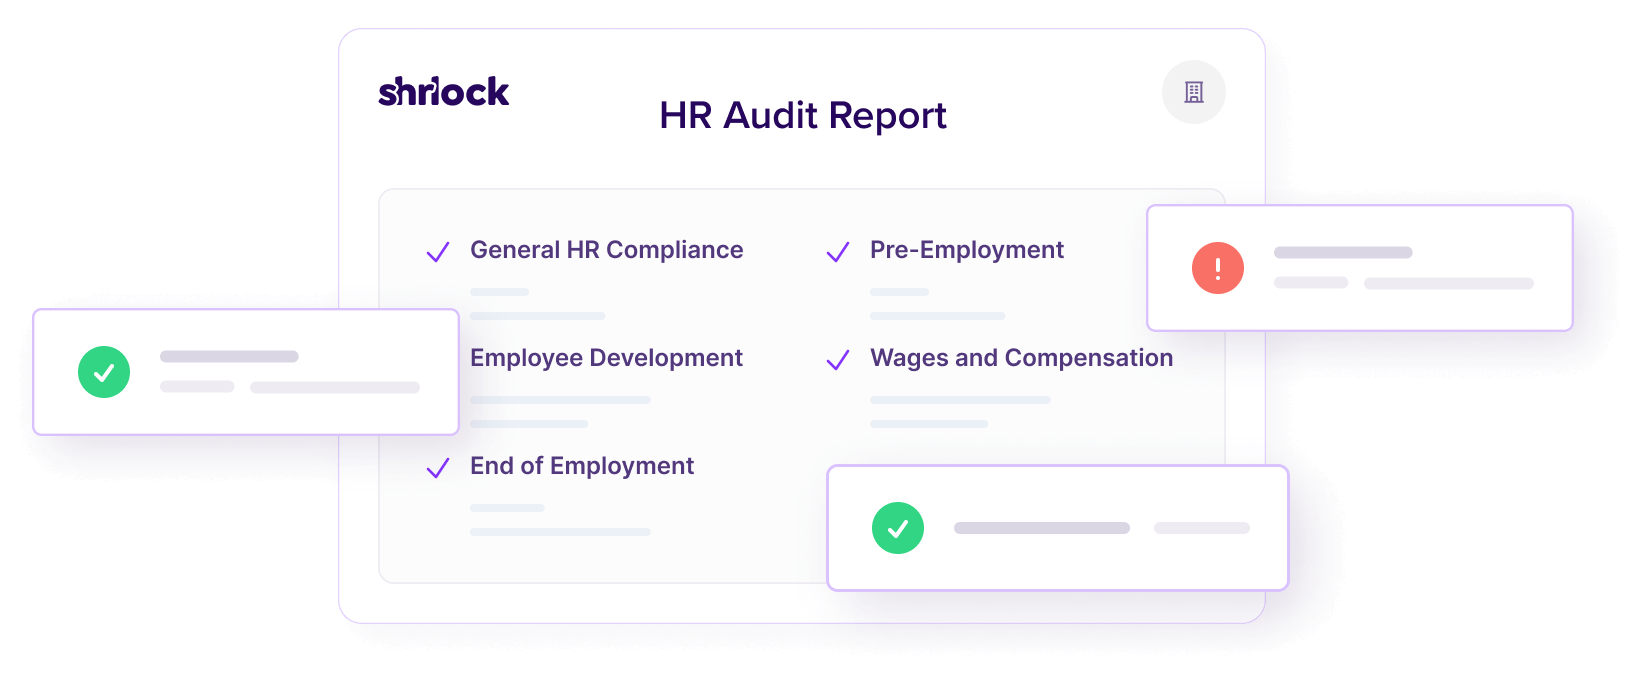 shrlock
HR Audit Report
General HR Compliance
Pre-Employment
Employee Development
Wages and Compensation
End of Employment